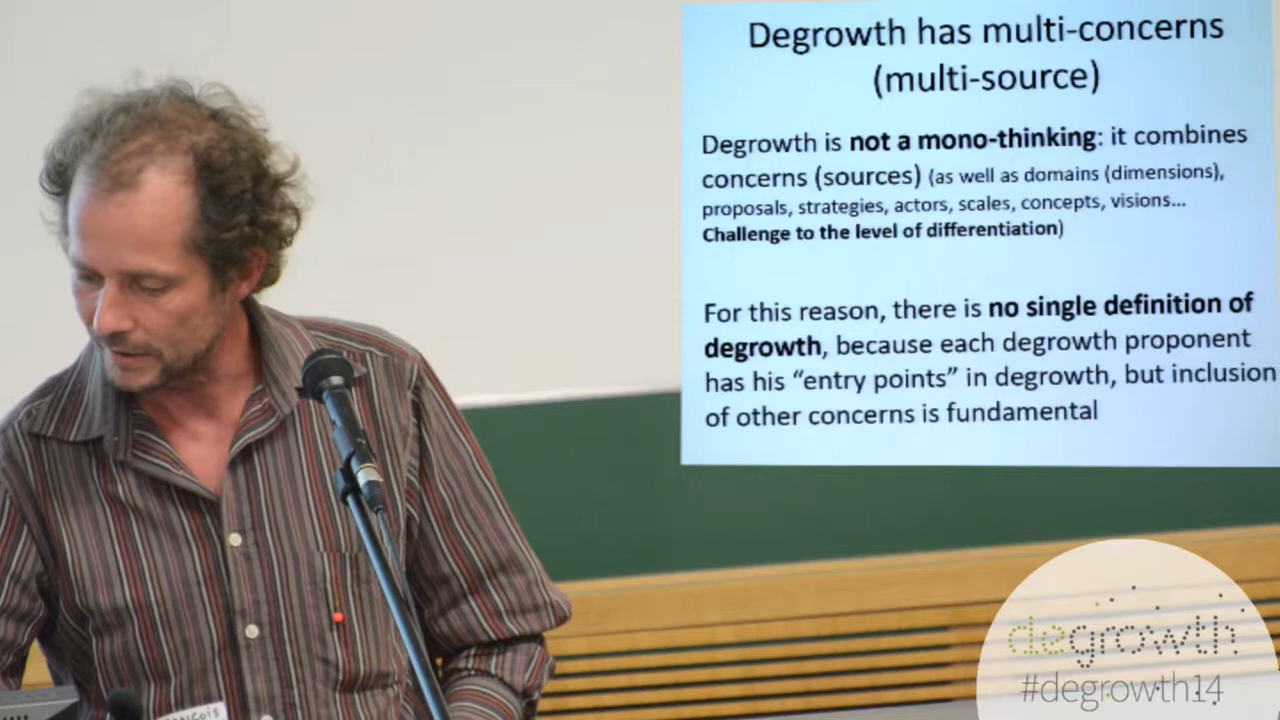 Degrowth has multi-concerns
(multi-source)
Degrowth is not a mono-thinking: it combines
concerns (sources) (as well as domains (dimensions),
proposals, strategies, actors, scales, concepts, visions...
Challenge to the level of differentiation)
For this reason, there is no single definition of
degrowth, because each degrowth proponent
has his “entry points” in degrowth, but inclusion
of other concerns is fundamental
degrowth
#degrowth14